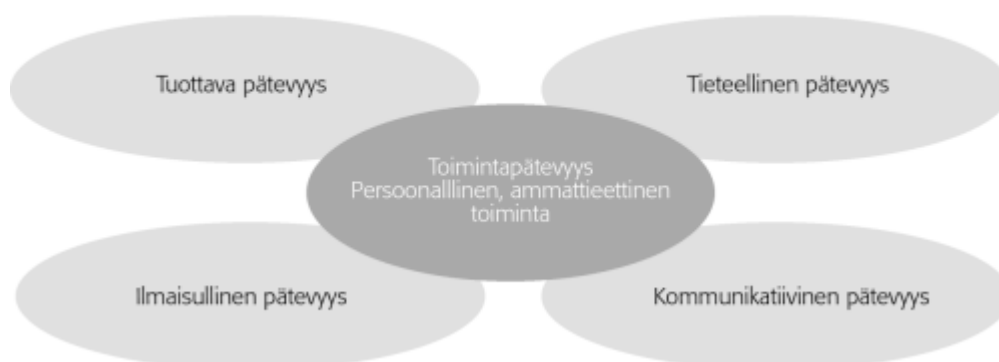 Tuottava pätevyys
Tieteellinen pätevyys
Toimintapätevyys
Persoonalllinen, ammattieettinen
toiminta
Ilmaisullinen pätevyys
Kommunikatiivinen pätevyys